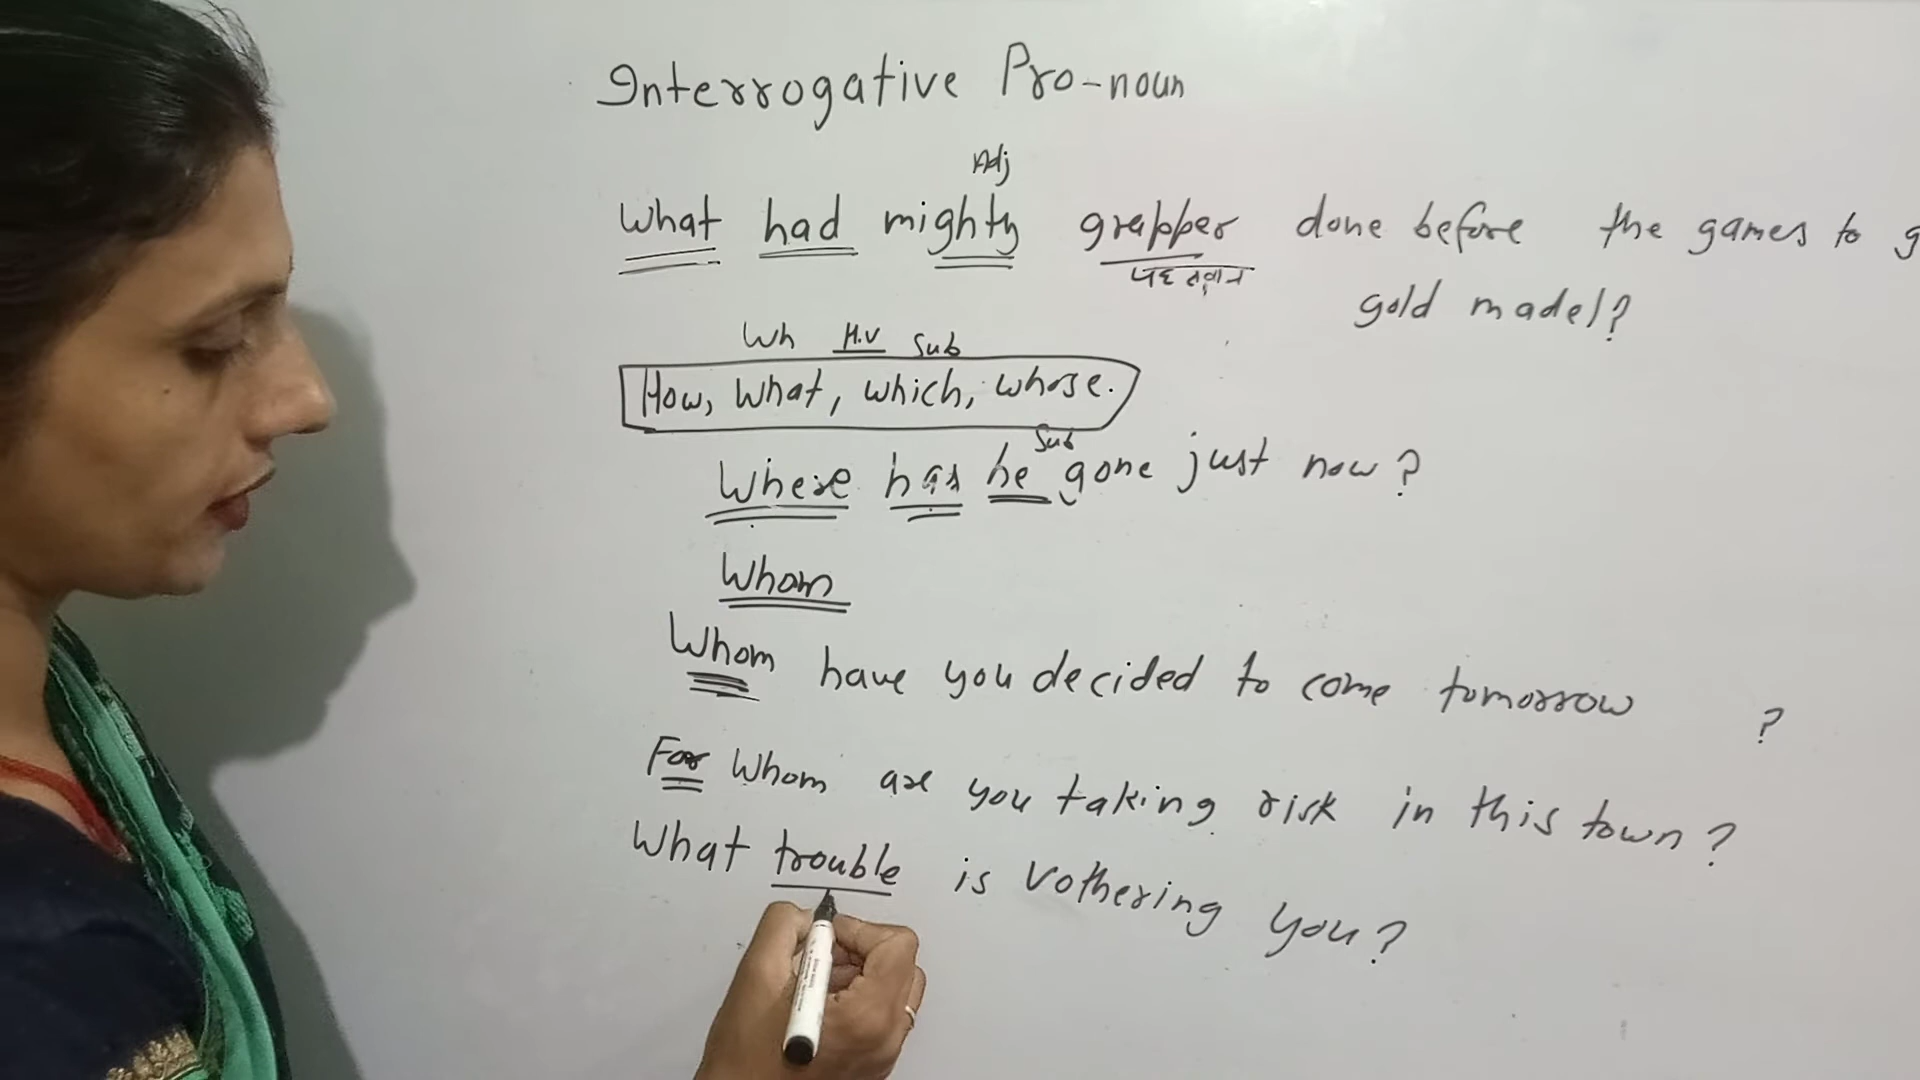 Interrogative Pro-noun
Adj
What had mighty grapper done before the games to g
पहलवान
gold madel?
Wh H.V Sub
How, What, which, whose.
Sub
Where has he gone just now?
Whom
Whom have you decided to come tomorrow ?
For Whom are you taking risk in this town?
What trouble is vothering you?